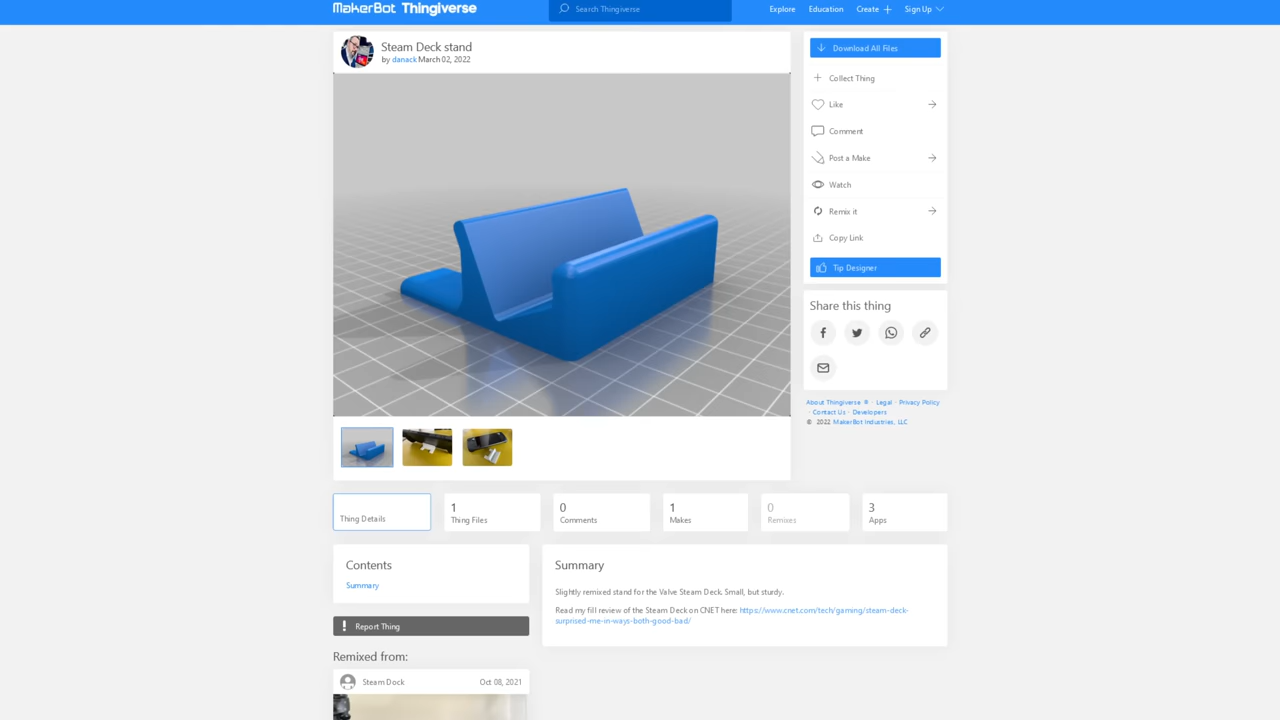 MakerBot Thingiverse
Search Thingiverse
Explore
Education
Create
Sign Up
Steam Deck stand
by danack March 02, 2022
Download All Files
Collect Thing
Like
Comment
Post a Make
Watch
Remix it
Copy Link
Tip Designer
Share this thing
About Thingiverse ® · Legal · Privacy Policy
· Contact Us · Developers
© 2022 MakerBot Industries, LLC
Thing Details
1
Thing Files
0
Comments
1
Makes
0
Remixes
3
Apps
Contents
Summary
Report Thing
Summary
Slightly remixed stand for the Valve Steam Deck. Small, but sturdy.
Read my fill review of the Steam Deck on CNET here: https://www.cnet.com/tech/gaming/steam-deck-
surprised-me-in-ways-both-good-bad/
Remixed from:
Steam Dock
Oct 08, 2021